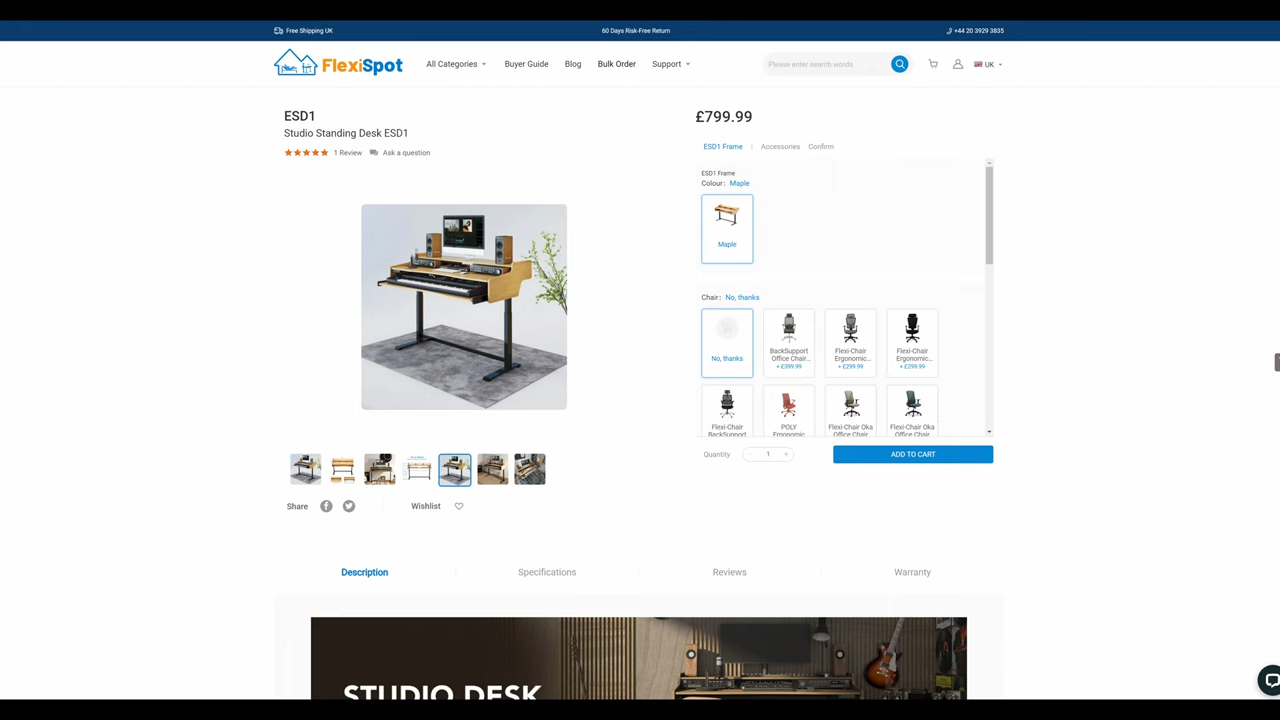 Free Shipping UK
60 Days Risk-Free Return
+44 20 3929 3835
FlexiSpot
All Categories
Buyer Guide
Blog
Bulk Order
Support
Please enter search words
UK
ESD1
Studio Standing Desk ESD1
1 Review
Ask a question
£799.99
ESD1 Frame
Accessories
Confirm
ESD1 Frame
Colour: Maple
Maple
Chair: No, thanks
No, thanks
BackSupport
Office Chair...
+ £399.99
Flexi-Chair
Ergonomic...
+ £299.99
Flexi-Chair
Ergonomic...
+ £299.99
Flexi-Chair
BackSupport
POLY
Ergonomic
Flexi-Chair Oka
Office Chair
Flexi-Chair Oka
Office Chair
Quantity
1
ADD TO CART
Share
Wishlist
Description
Specifications
Reviews
Warranty
STUDIO DESK